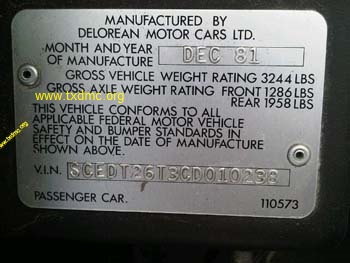 MANUFACTURED BY
DELOREAN MOTOR CARS LTD.
MONTH AND YEAR
OF MANUFACTURE DEC 81
GROSS VEHICLE WEIGHT RATING 3244 LBS
GROSS AXLE WEIGHT RATING FRONT 1286 LBS
www.txdmc.org
REAR 1958 LBS
THIS VEHICLE CONFORMS TO ALL
APPLICABLE FEDERAL MOTOR VEHICLE
SAFETY AND BUMPER STANDARDS IN
EFFECT ON THE DATE OF MANUFACTURE
SHOWN ABOVE.
V.I.N. SCEDT26T3CD010238
PASSENGER CAR. 110573
www.txdmc.org